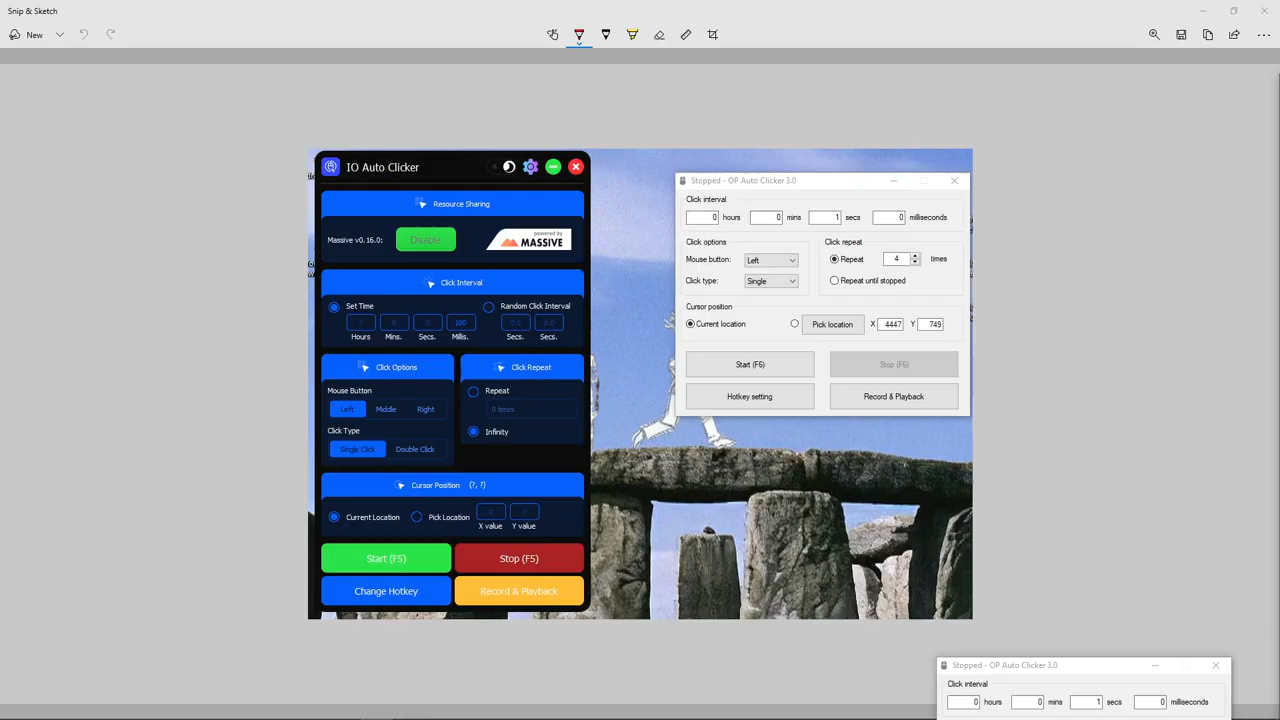 Snip & Sketch
New
IO Auto Clicker
Resource Sharing
Massive v0.16.0:
Disable
powered by
MASSIVE
Click Interval
Set Time
Random Click Interval
100
Hours
Mins.
Secs.
Millis.
Secs.
Secs.
Click Options
Click Repeat
Mouse Button
Left
Middle
Right
Repeat
0 times
Click Type
Infinity
Single Click
Double Click
Cursor Position (?, ?)
Current Location
Pick Location
X value
Y value
Start (F5)
Stop (F5)
Change Hotkey
Record & Playback
Stopped - OP Auto Clicker 3.0
Click interval
0 hours 0 mins 1 secs 0 milliseconds
Click options
Mouse button: Left
Click type: Single
Click repeat
Repeat 4 times
Repeat until stopped
Cursor position
Current location
Pick location X 4447 Y 749
Start (F6)
Stop (F6)
Hotkey setting
Record & Playback
Stopped - OP Auto Clicker 3.0
Click interval
0 hours 0 mins 1 secs 0 milliseconds